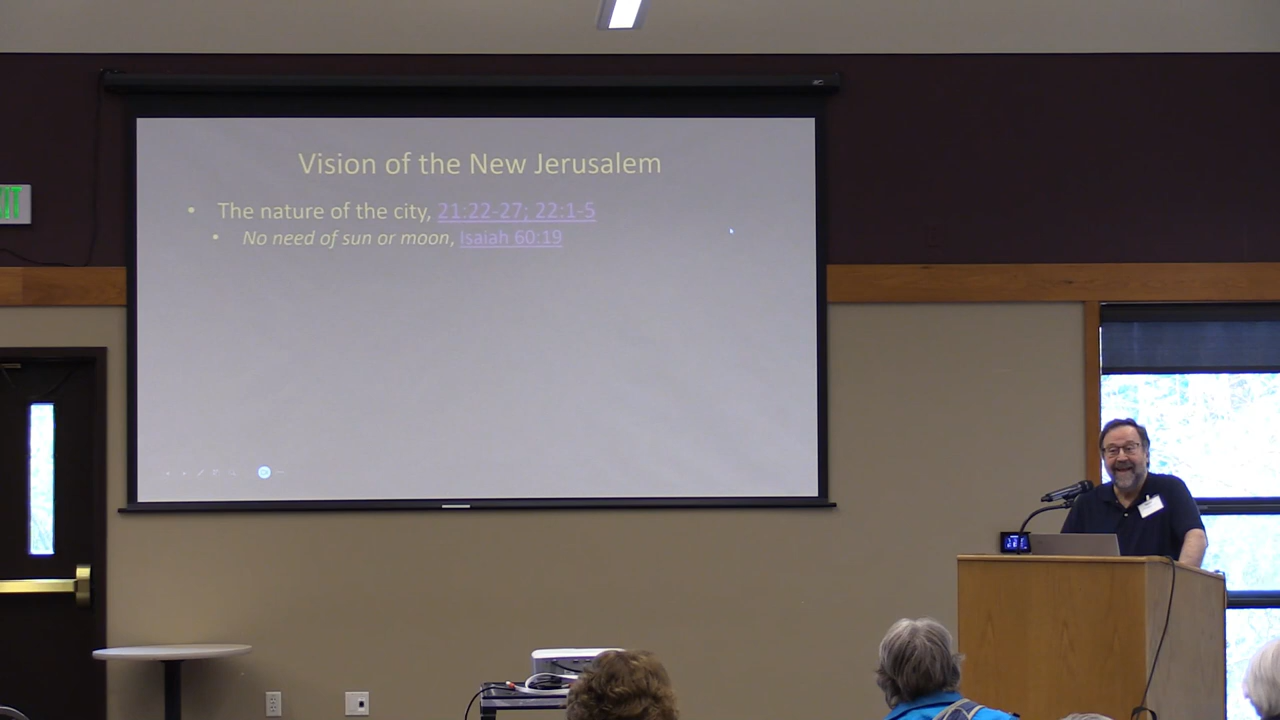 Vision of the New Jerusalem
• The nature of the city, 21:22-27; 22:1-5
• No need of sun or moon, Isaiah 60:19